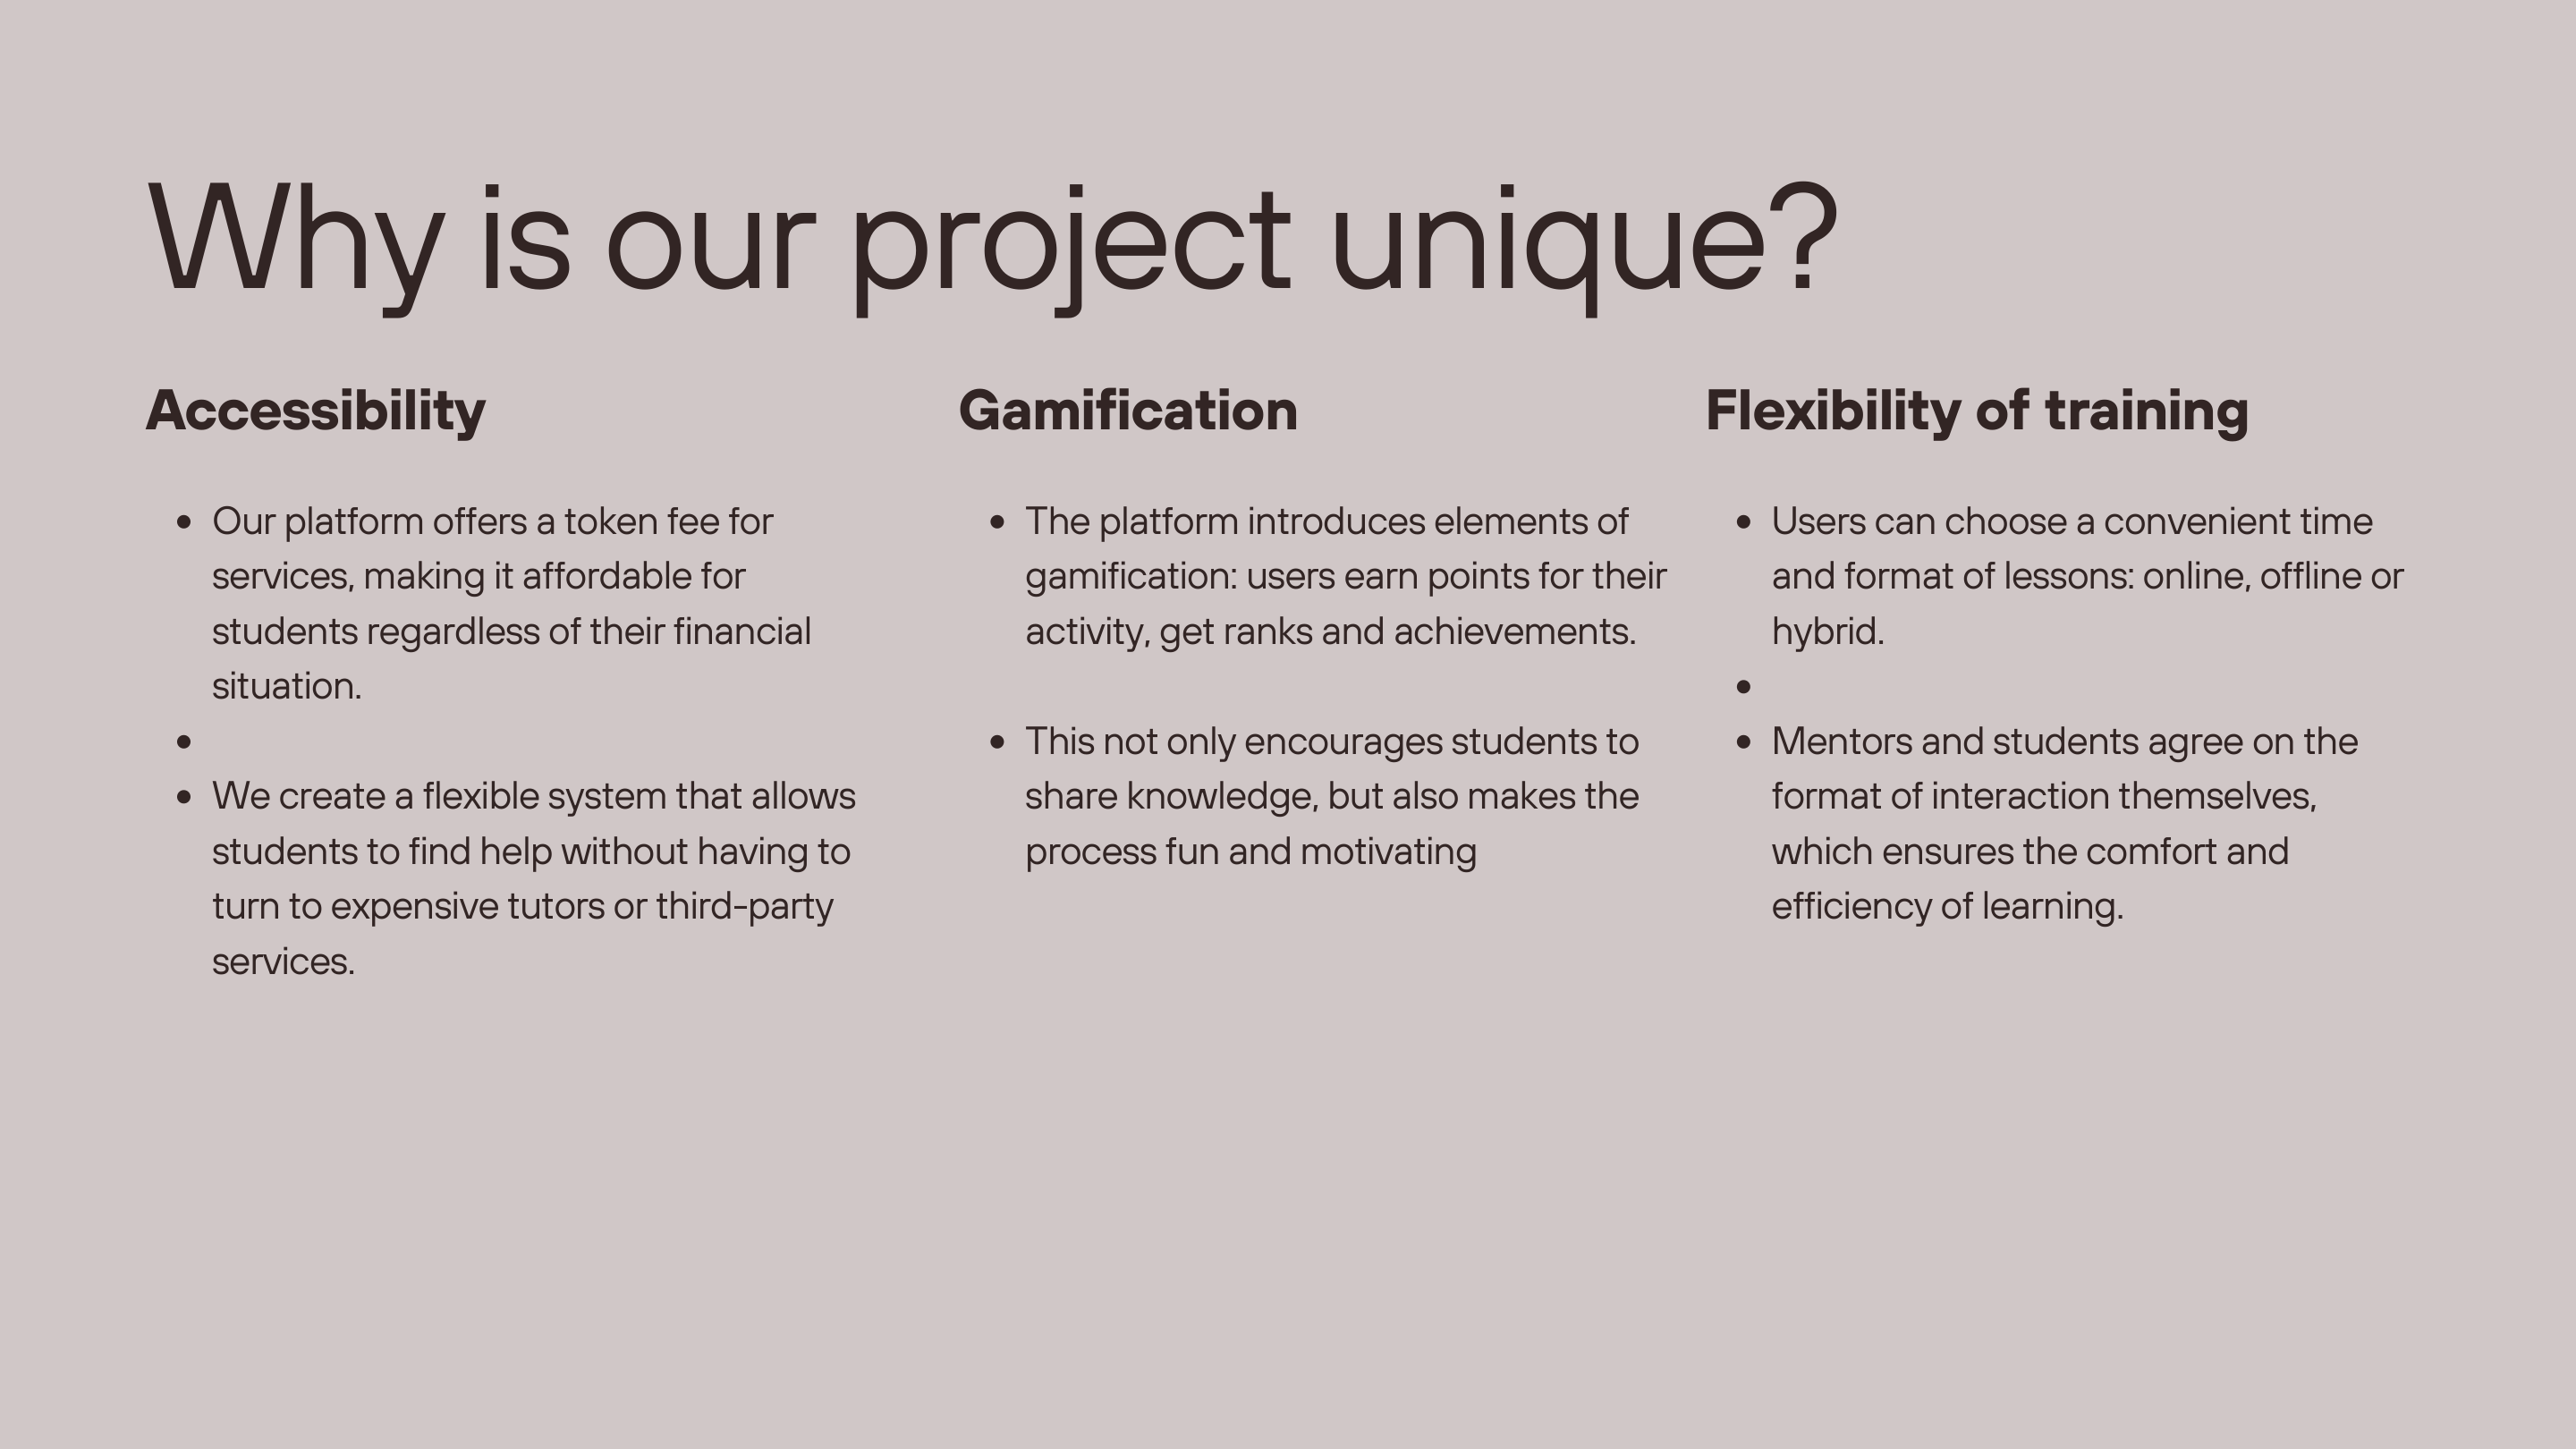 Why is our project unique?
Accessibility
• Our platform offers a token fee for
services, making it affordable for
students regardless of their financial
situation.
•
• We create a flexible system that allows
students to find help without having to
turn to expensive tutors or third-party
services.
Gamification
• The platform introduces elements of
gamification: users earn points for their
activity, get ranks and achievements.
• This not only encourages students to
share knowledge, but also makes the
process fun and motivating
Flexibility of training
• Users can choose a convenient time
and format of lessons: online, offline or
hybrid.
•
• Mentors and students agree on the
format of interaction themselves,
which ensures the comfort and
efficiency of learning.